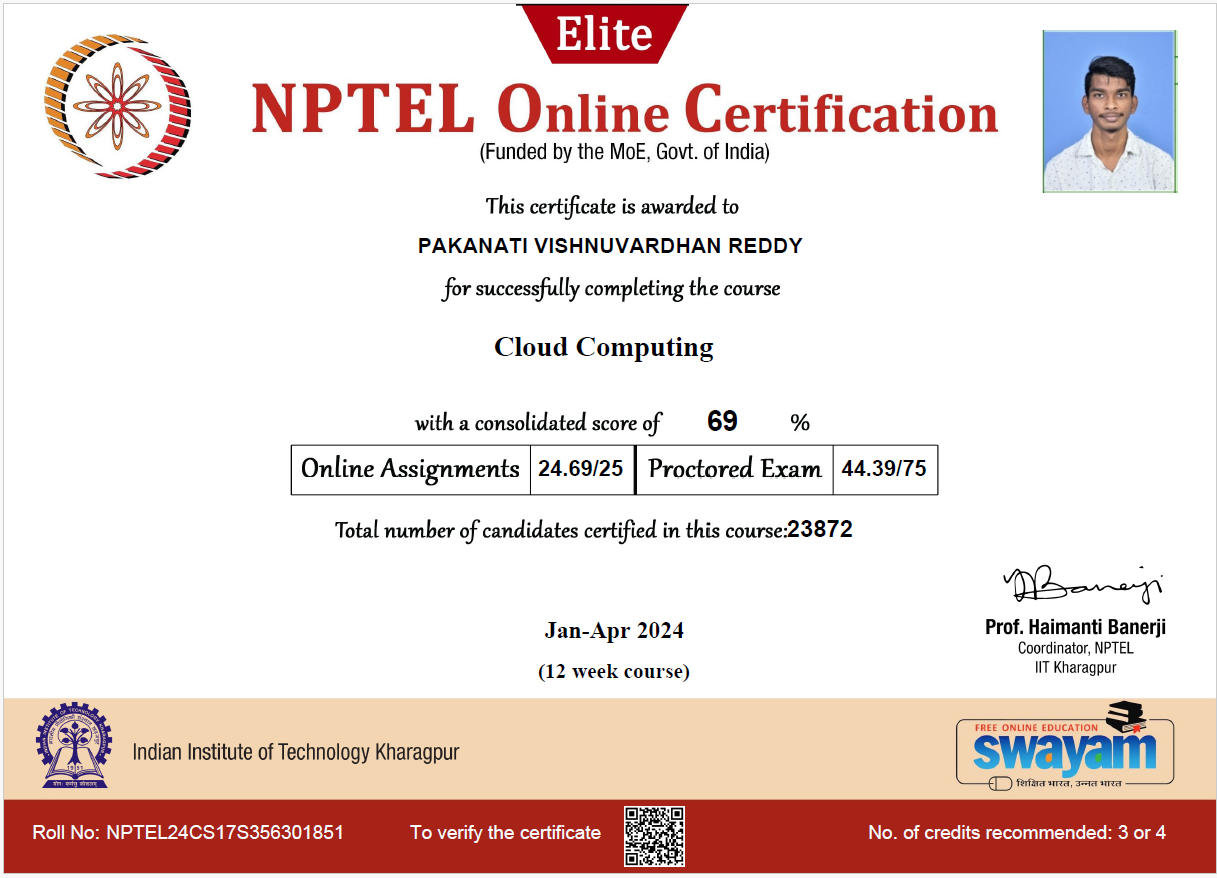 Elite
NPTEL Online Certification
(Funded by the MoE, Govt. of India)
This certificate is awarded to
PAKANATI VISHNUVARDHAN REDDY
for successfully completing the course
Cloud Computing
with a consolidated score of 69 %
Online Assignments 24.69/25 Proctored Exam 44.39/75
Total number of candidates certified in this course:23872
Prof. Haimanti Banerji
Coordinator, NPTEL
IIT Kharagpur
Jan-Apr 2024
(12 week course)
Indian Institute of Technology Kharagpur
FREE ONLINE EDUCATION
swayam
शिक्षित भारत, उन्नत भारत
Roll No: NPTEL24CS17S356301851 To verify the certificate No. of credits recommended: 3 or 4